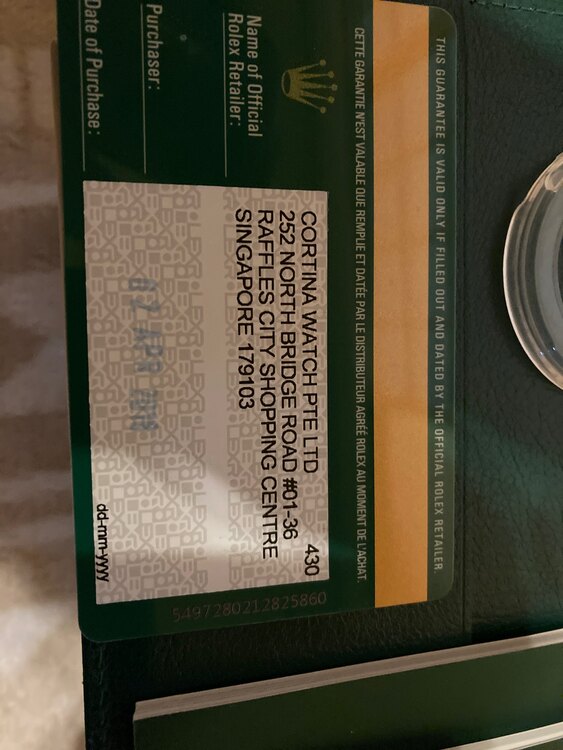 THIS GUARANTEE IS VALID ONLY IF FILLED OUT AND DATED BY THE OFFICIAL ROLEX RETAILER.
CETTE GARANTIE N'EST VALABLE QUE REMPLIE ET DATÉE PAR LE DISTRIBUTEUR AGRÉÉ ROLEX AU MOMENT DE L'ACHAT.
Name of Official
Rolex Retailer:
CORTINA WATCH PTE LTD 430
252 NORTH BRIDGE ROAD #01-36
RAFFLES CITY SHOPPING CENTRE
SINGAPORE 179103
Purchaser:
Date of Purchase:
02 APR
dd-mm-yyyy
5497280212825860